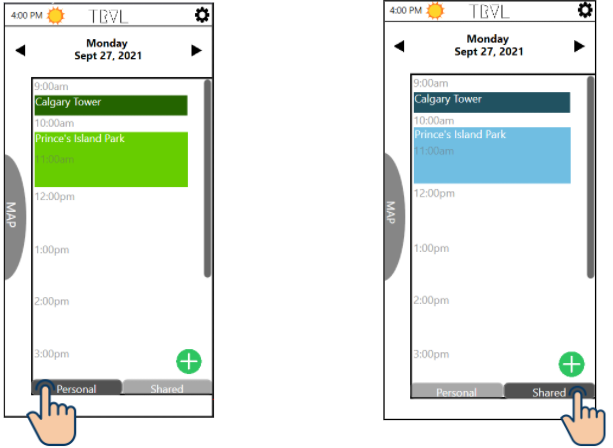 4:00 PM TRVL
Monday
Sept 27, 2021
9:00am
Calgary Tower
10:00am
Prince's Island Park
11:00am
12:00pm
MAP
1:00pm
2:00pm
3:00pm
Personal Shared
4:00 PM TRVL
Monday
Sept 27, 2021
9:00am
Calgary Tower
10:00am
Prince's Island Park
11:00am
12:00pm
MAP
1:00pm
2:00pm
3:00pm
Personal Shared